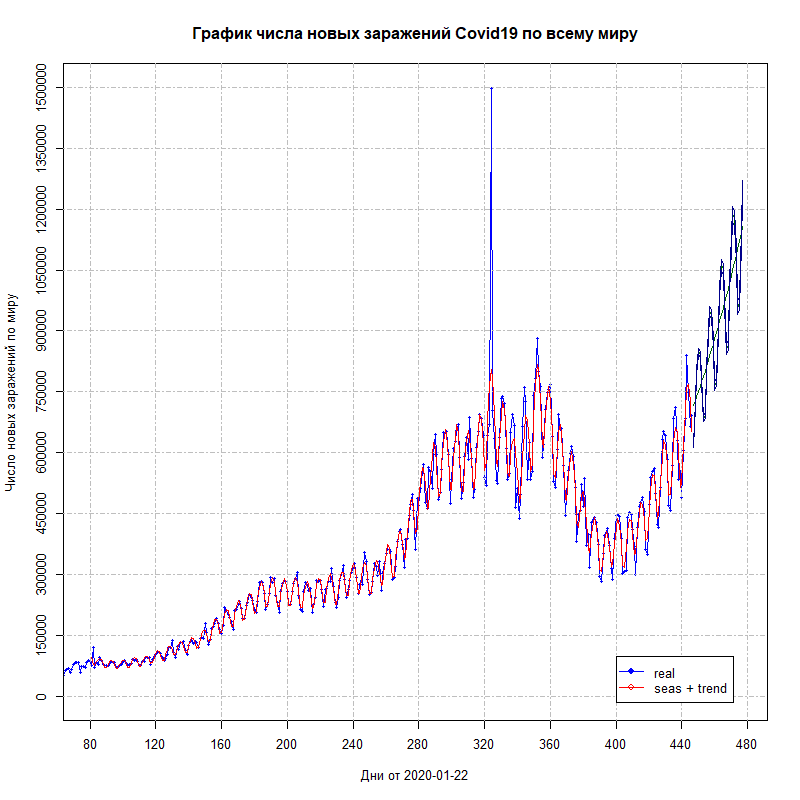 График числа новых заражений Covid19 по всему миру
Число новых заражений по миру
1500000
1350000
1200000
1050000
900000
750000
600000
450000
300000
150000
0
real
seas + trend
80 120 160 200 240 280 320 360 400 440 480
Дни от 2020-01-22